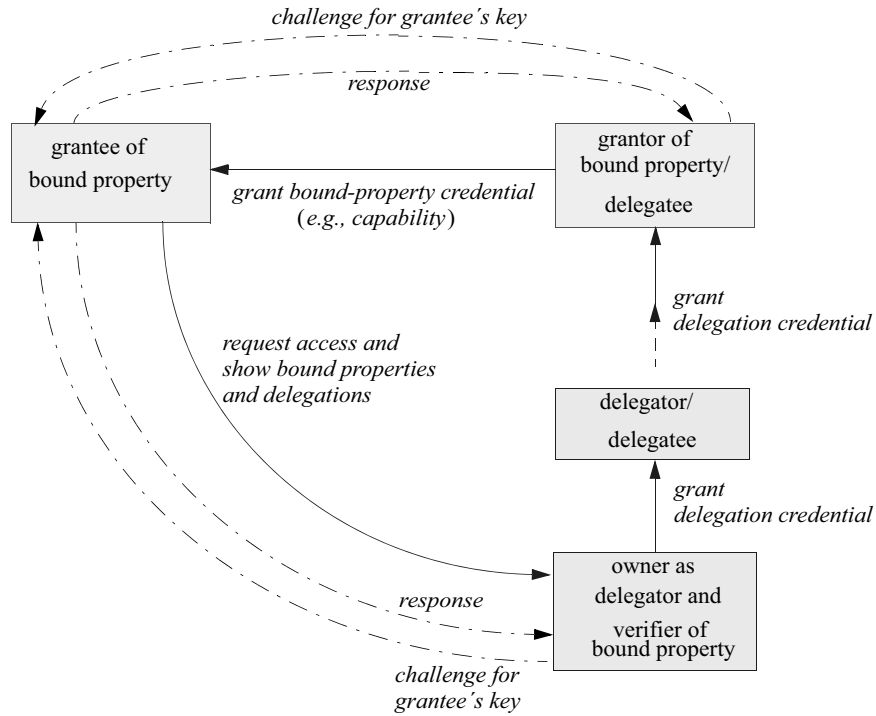 challenge for grantee´s key
response
grantee of
bound property
grantor of
bound property/
delegatee
grant bound-property credential
(e.g., capability)
grant
delegation credential
request access and
show bound properties
and delegations
delegator/
delegatee
grant
delegation credential
owner as
delegator and
verifier of
bound property
response
challenge for
grantee´s key